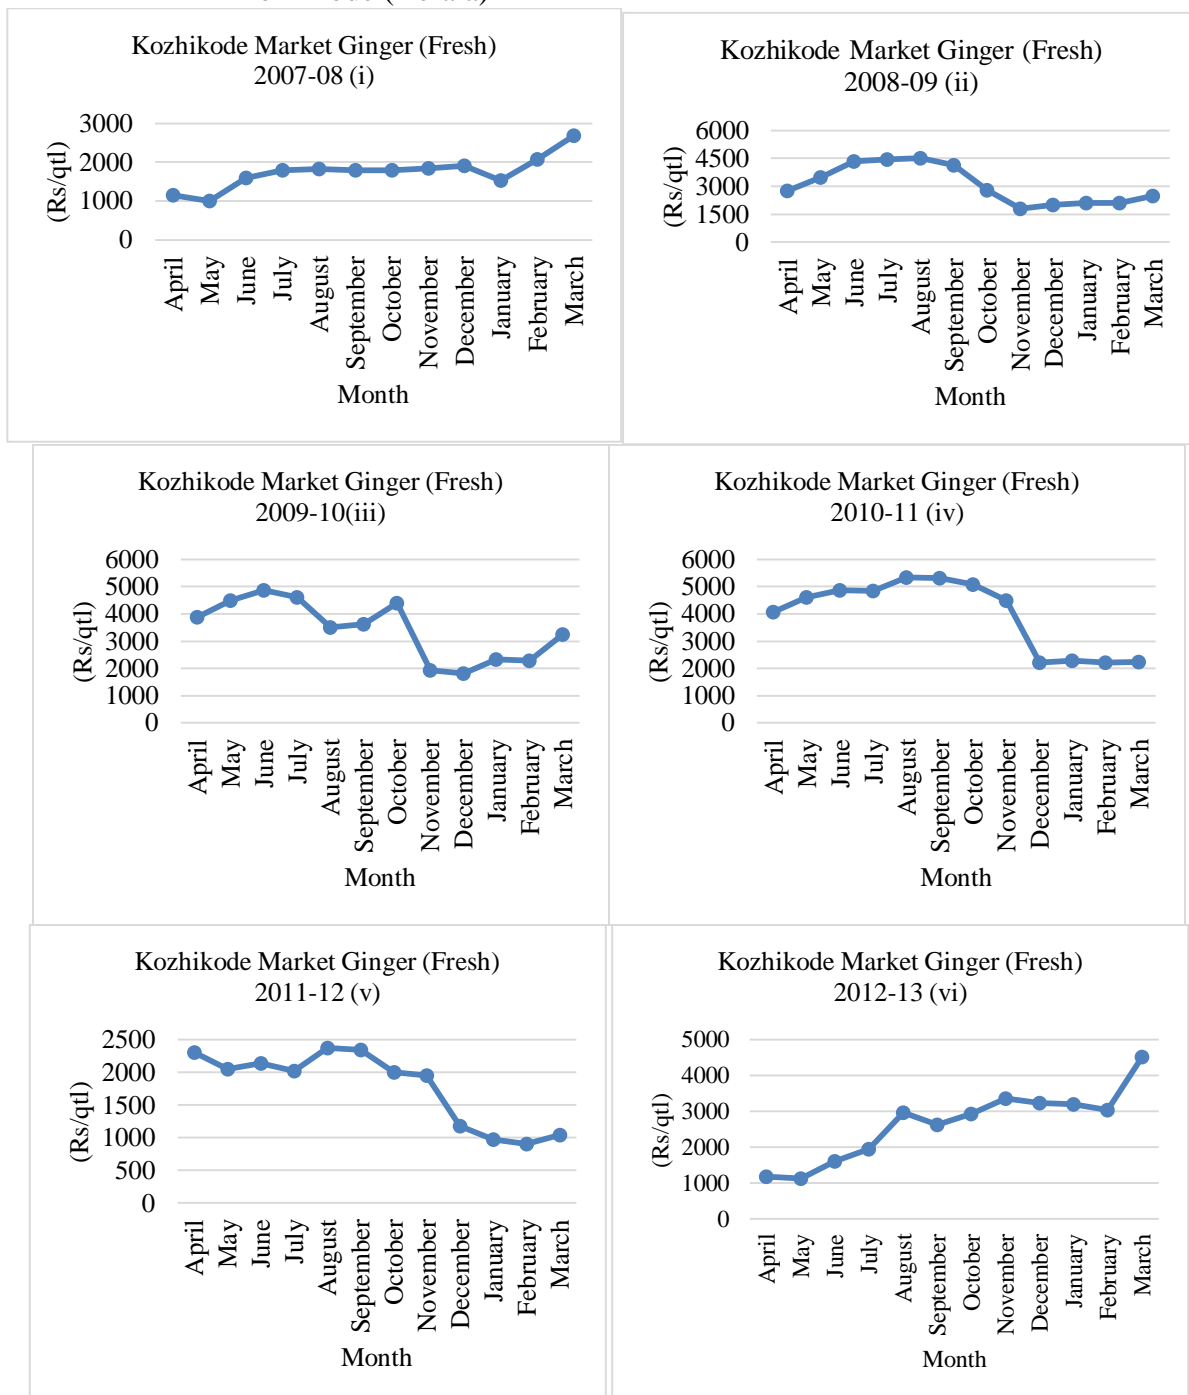 Kozhikode Market Ginger (Fresh)
2007-08 (i)
3000
2000
1000
0
(Rs/qtl)
April
May
June
July
August
September
October
November
December
January
February
March
Month
Kozhikode Market Ginger (Fresh)
2008-09 (ii)
6000
4500
3000
1500
0
(Rs/qtl)
April
May
June
July
August
September
October
November
December
January
February
March
Month
Kozhikode Market Ginger (Fresh)
2009-10(iii)
6000
5000
4000
3000
2000
1000
0
(Rs/qtl)
April
May
June
July
August
September
October
November
December
January
February
March
Month
Kozhikode Market Ginger (Fresh)
2010-11 (iv)
6000
5000
4000
3000
2000
1000
0
(Rs/qtl)
April
May
June
July
August
September
October
November
December
January
February
March
Month
Kozhikode Market Ginger (Fresh)
2011-12 (v)
2500
2000
1500
1000
500
0
(Rs/qtl)
April
May
June
July
August
September
October
November
December
January
February
March
Month
Kozhikode Market Ginger (Fresh)
2012-13 (vi)
5000
4000
3000
2000
1000
0
(Rs/qtl)
April
May
June
July
August
September
October
November
December
January
February
March
Month